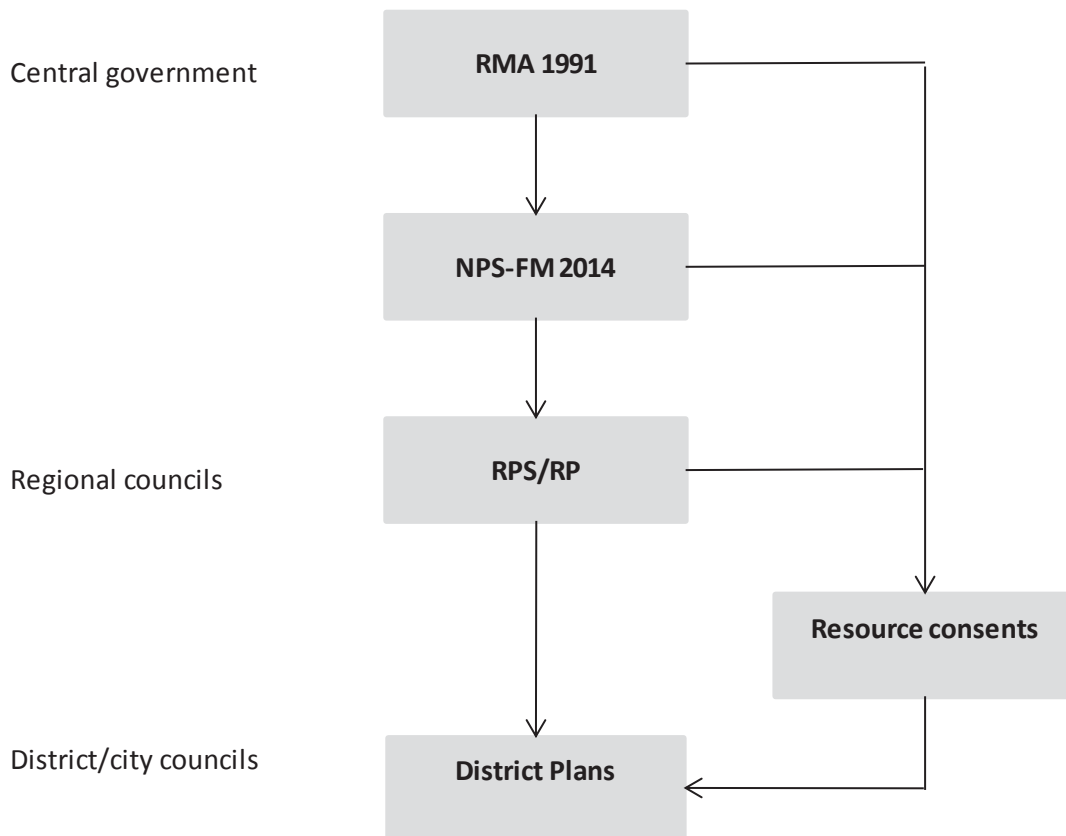 RMA 1991
Central government
NPS-FM 2014
RPS/RP
Regional councils
Resource consents
District/city councils
District Plans